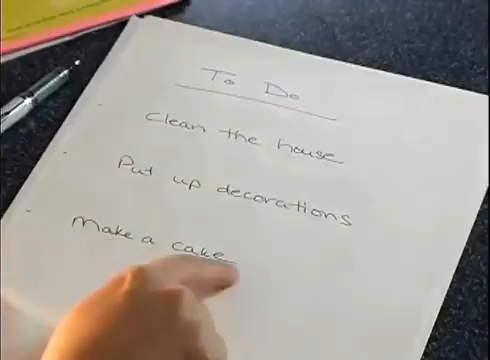 To Do
Clean the house
Put up decorations
Make a cake